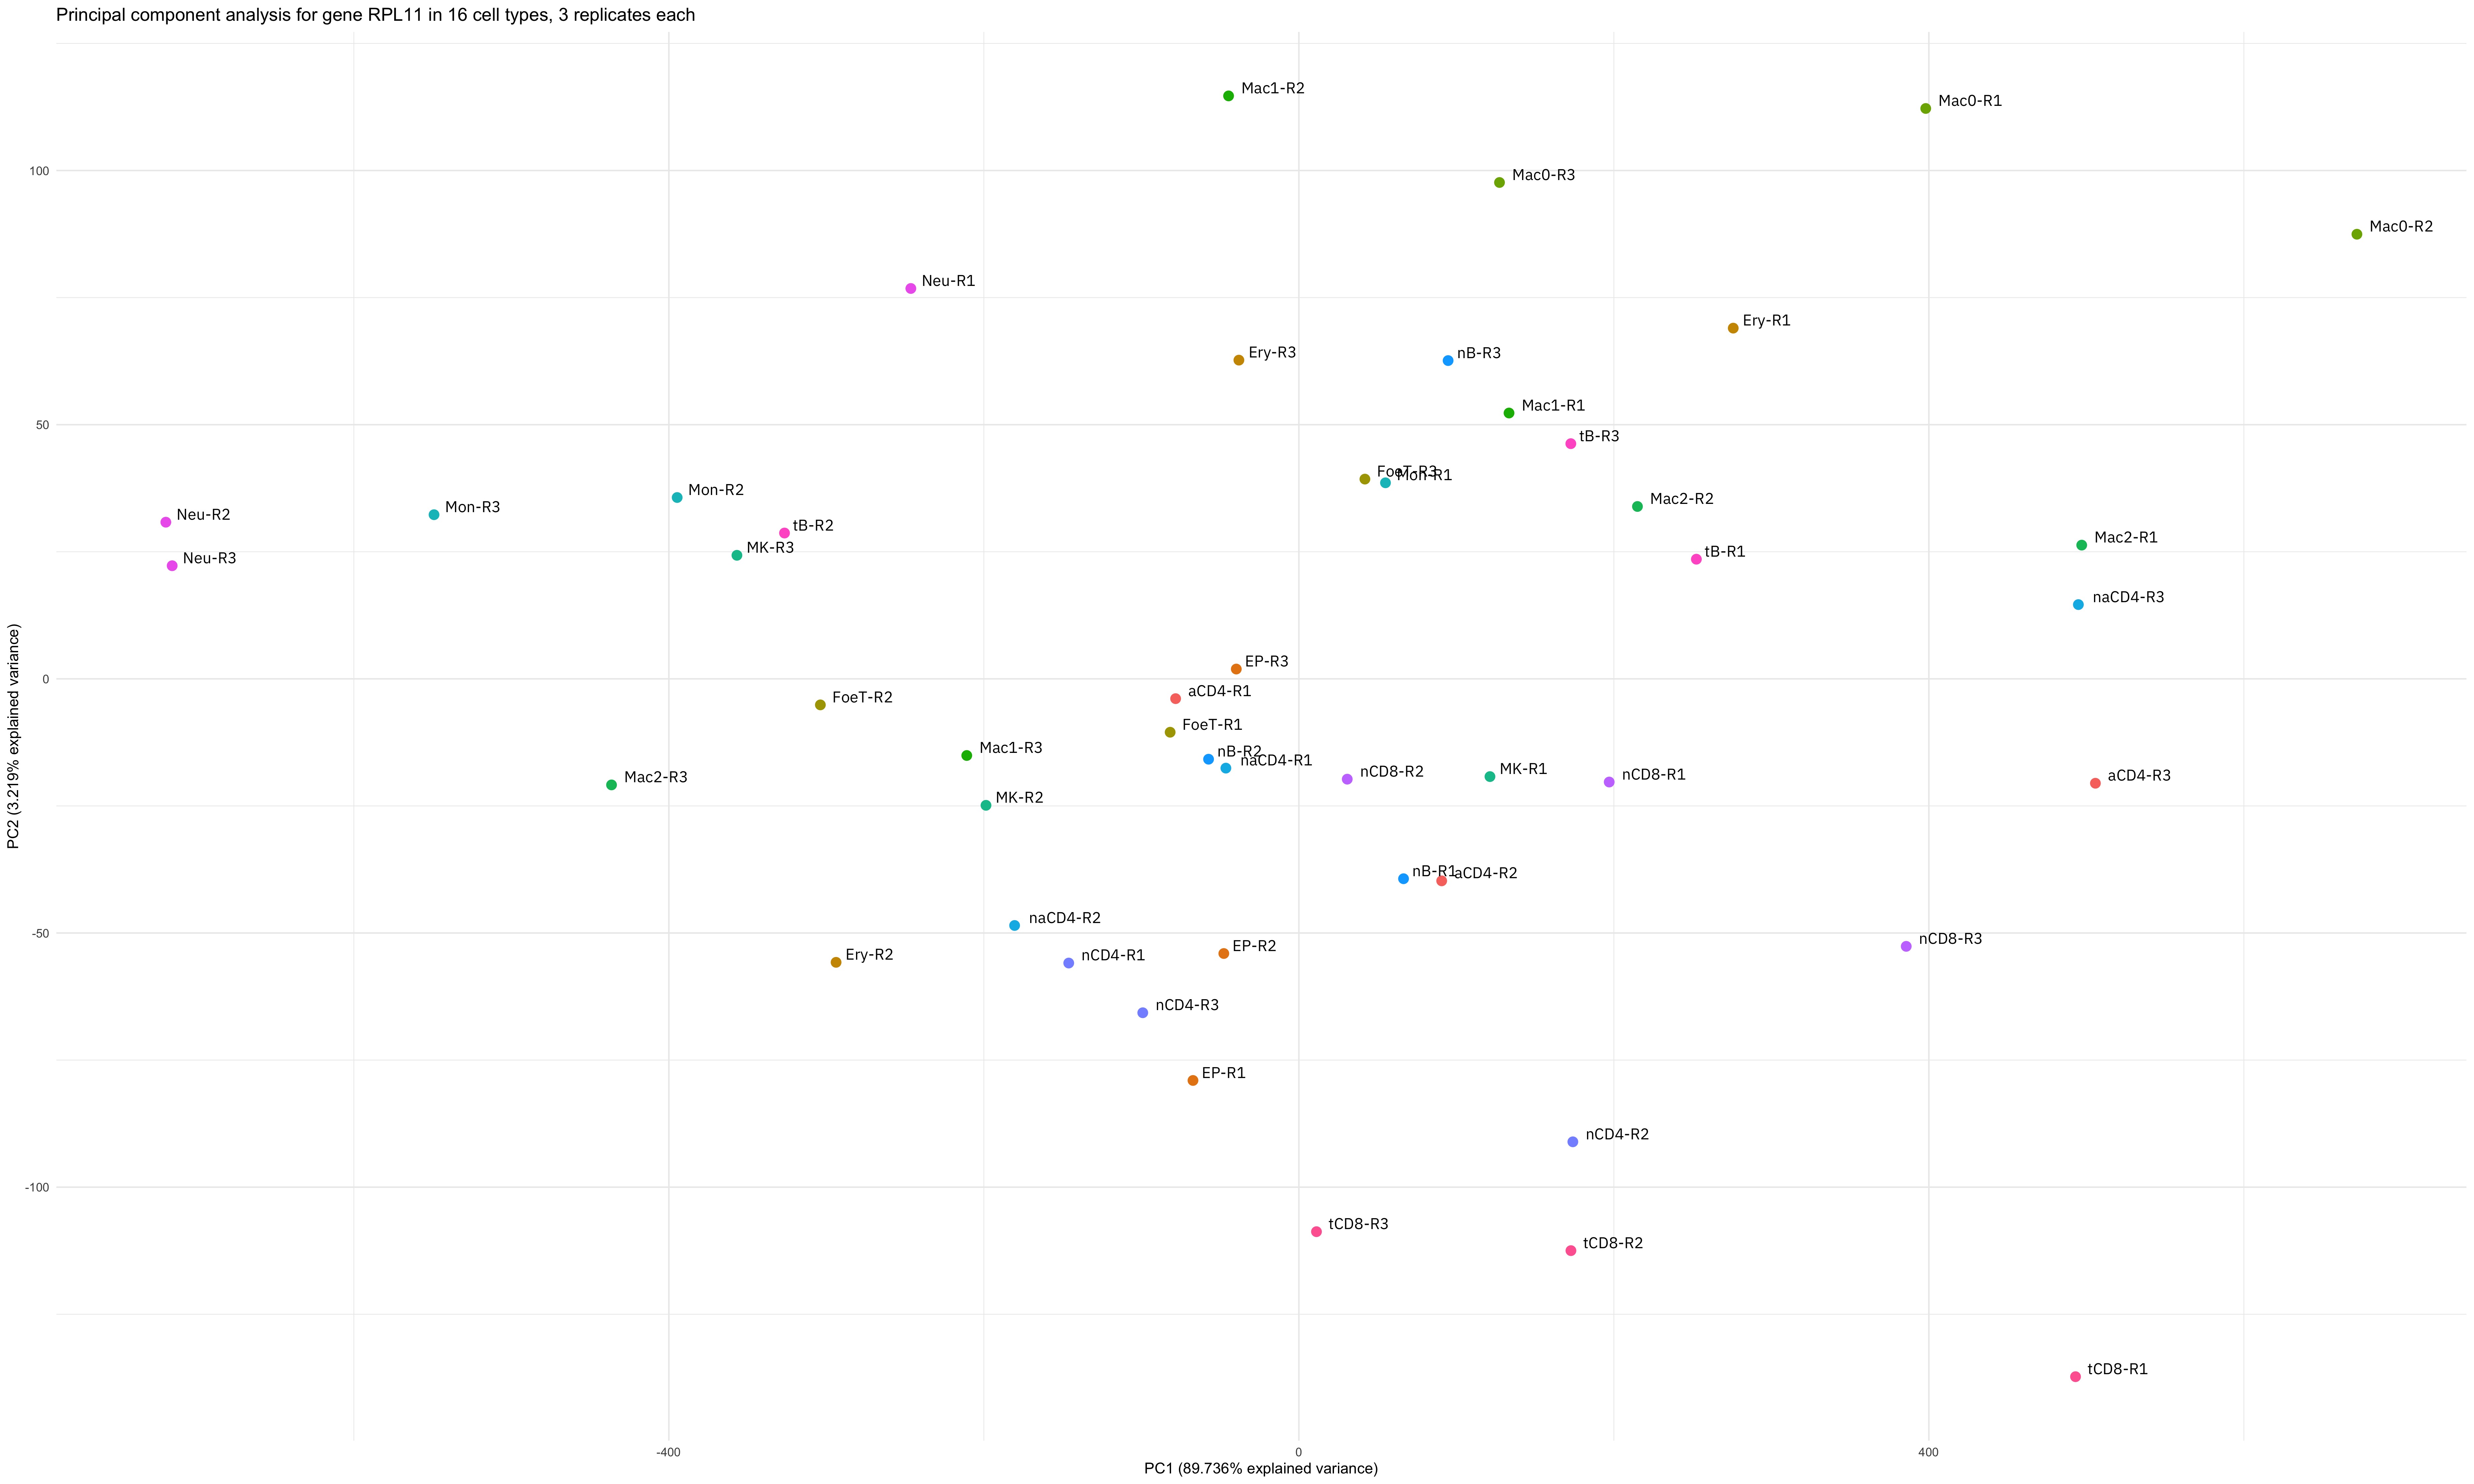 Principal component analysis for gene RPL11 in 16 cell types, 3 replicates each
Mac1-R2
Mac0-R1
100
Mac0-R3
Mac0-R2
Neu-R1
Ery-R1
Ery-R3
nB-R3
Mac1-R1
50
tB-R3
FoeT-R3
Mon-R1
Mon-R2
Mac2-R2
Mon-R3
Neu-R2
tB-R2
Mac2-R1
MK-R3
tB-R1
Neu-R3
naCD4-R3
PC2 (3.219% explained variance)
EP-R3
0
aCD4-R1
FoeT-R2
FoeT-R1
Mac1-R3
nB-R2
naCD4-R1
nCD8-R2
MK-R1
nCD8-R1
aCD4-R3
Mac2-R3
MK-R2
nB-R1
aCD4-R2
naCD4-R2
-50
nCD8-R3
EP-R2
Ery-R2
nCD4-R1
nCD4-R3
EP-R1
nCD4-R2
-100
tCD8-R3
tCD8-R2
tCD8-R1
-400
0
400
PC1 (89.736% explained variance)